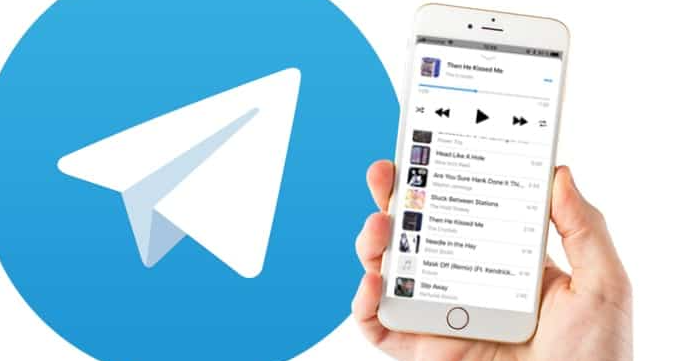 Then He Kissed Me
The Crystals
Head Like A Hole
Nine Inch Nails
Are You Sure Hank Done It Th...
Waylon Jennings
Stuck Between Stations
The Hold Steady
Then He Kissed Me
The Crystals
Needle in the Hay
Elliott Smith
Mask Off (Remix) (Ft. Kendrick...
Future
Slip Away
Perfume Genius